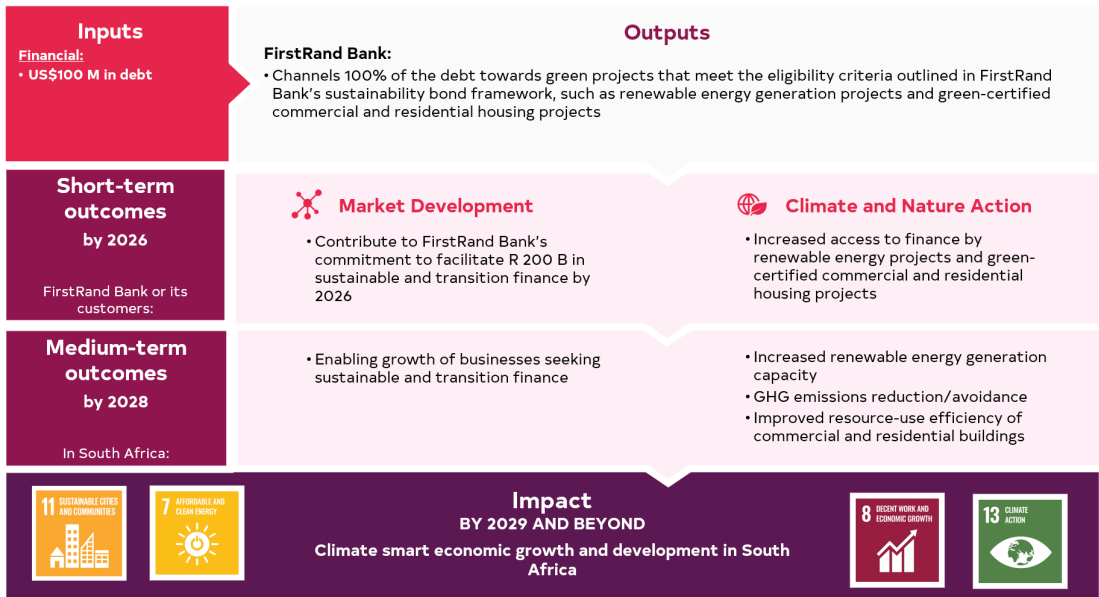 Inputs
Financial:
• US$100 M in debt
Outputs
FirstRand Bank:
• Channels 100% of the debt towards green projects that meet the eligibility criteria outlined in FirstRand
Bank's sustainability bond framework, such as renewable energy generation projects and green-certified
commercial and residential housing projects
Short-term
outcomes
by 2026
FirstRand Bank or its
customers:
Market Development
• Contribute to FirstRand Bank's
commitment to facilitate R 200 B in
sustainable and transition finance by
2026
Climate and Nature Action
• Increased access to finance by
renewable energy projects and green-
certified commercial and residential
housing projects
Medium-term
outcomes
by 2028
In South Africa:
• Enabling growth of businesses seeking
sustainable and transition finance
• Increased renewable energy generation
capacity
• GHG emissions reduction/avoidance
• Improved resource-use efficiency of
commercial and residential buildings
11 SUSTAINABLE CITIES
AND COMMUNITIES
7 AFFORDABLE AND
CLEAN ENERGY
Impact
BY 2029 AND BEYOND
Climate smart economic growth and development in South
Africa
8 DECENT WORK AND
ECONOMIC GROWTH
13 CLIMATE
ACTION